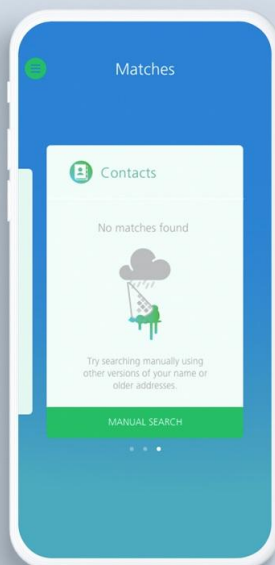 Matches
Contacts
No matches found
Try searching manually using
other versions of your name or
older addresses.
MANUAL SEARCH